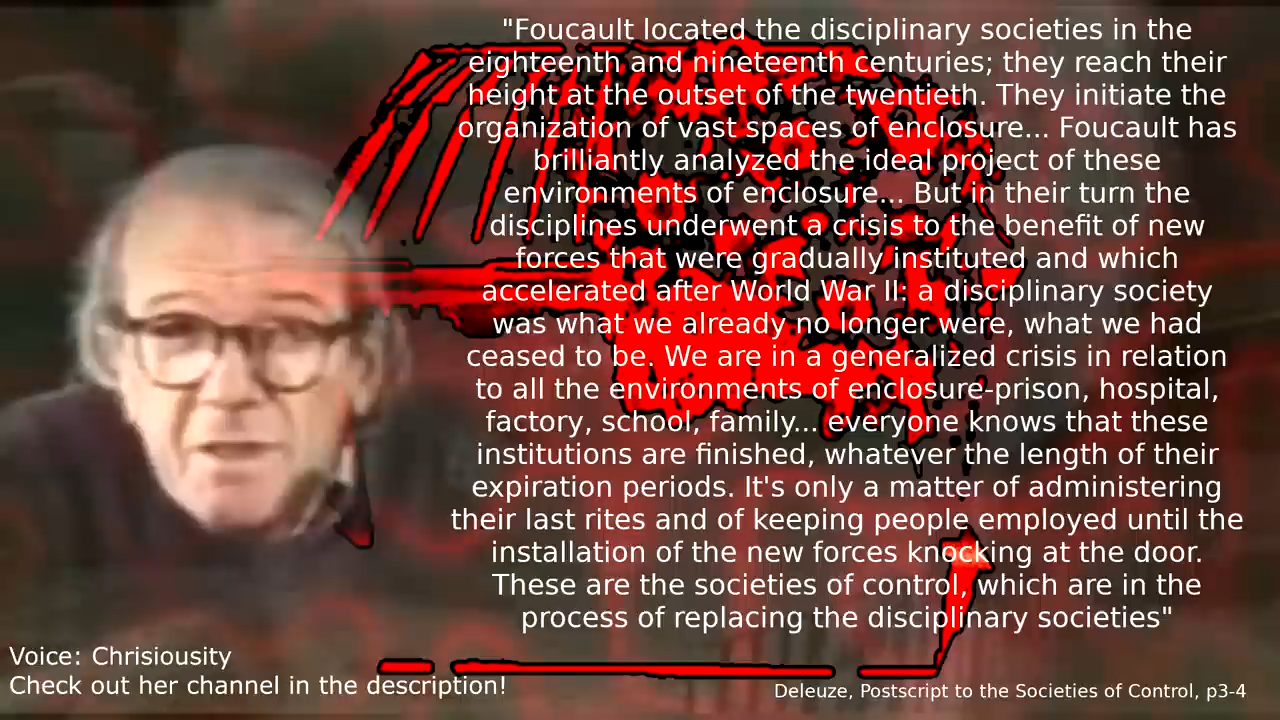 "Foucault located the disciplinary societies in the
eighteenth and nineteenth centuries; they reach their
height at the outset of the twentieth. They initiate the
organization of vast spaces of enclosure... Foucault has
brilliantly analyzed the ideal project of these
environments of enclosure... But in their turn the
disciplines underwent a crisis to the benefit of new
forces that were gradually instituted and which
accelerated after World War II: a disciplinary society
was what we already no longer were, what we had
ceased to be. We are in a generalized crisis in relation
to all the environments of enclosure-prison, hospital,
factory, school, family... everyone knows that these
institutions are finished, whatever the length of their
expiration periods. It's only a matter of administering
their last rites and of keeping people employed until the
installation of the new forces knocking at the door.
These are the societies of control, which are in the
process of replacing the disciplinary societies"
Voice: Chrisiousity
Check out her channel in the description!
Deleuze, Postscript to the Societies of Control, p3-4